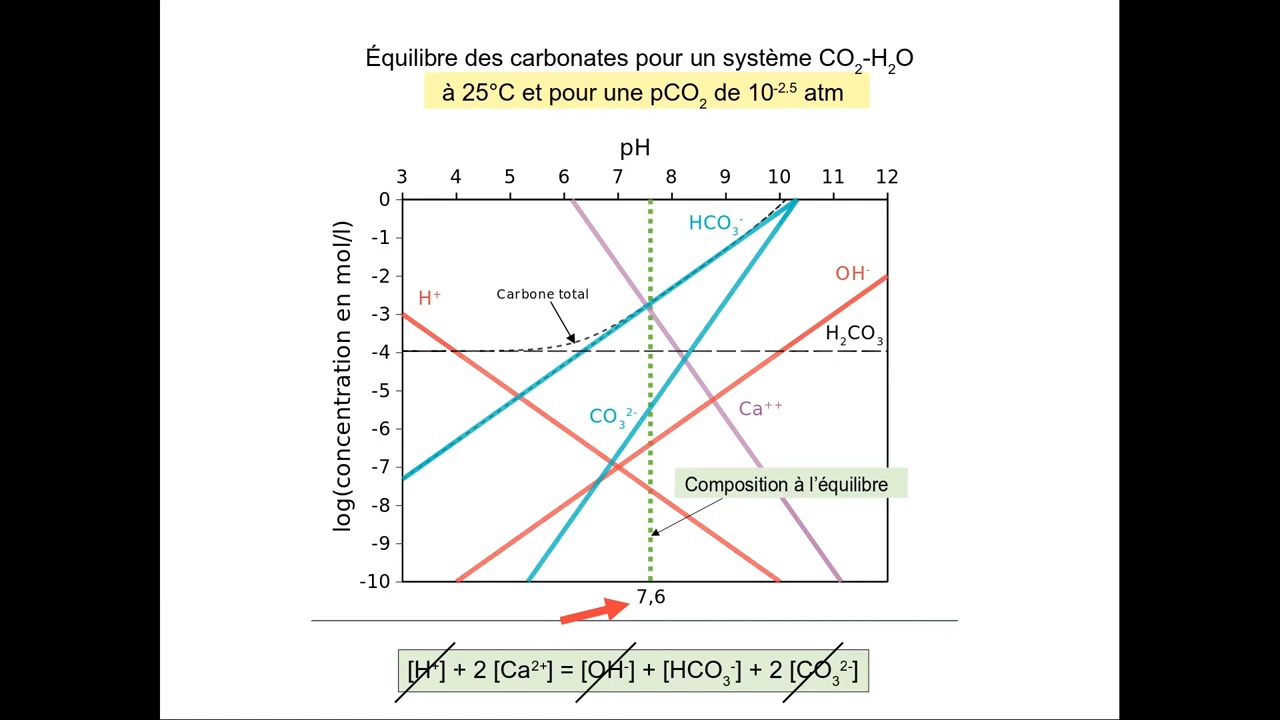 Équilibre des carbonates pour un système CO₂-H₂O
à 25°C et pour une pCO₂ de 10⁻²·⁵ atm
pH
3 4 5 6 7 8 9 10 11 12
log(concentration en mol/l)
0
-1
-2
-3
-4
-5
-6
-7
-8
-9
-10
HCO₃⁻
OH⁻
H⁺
Carbone total
H₂CO₃
CO₃²⁻
Ca⁺⁺
Composition à l’équilibre
7,6
[H⁺] + 2 [Ca²⁺] = [OH⁻] + [HCO₃⁻] + 2 [CO₃²⁻]